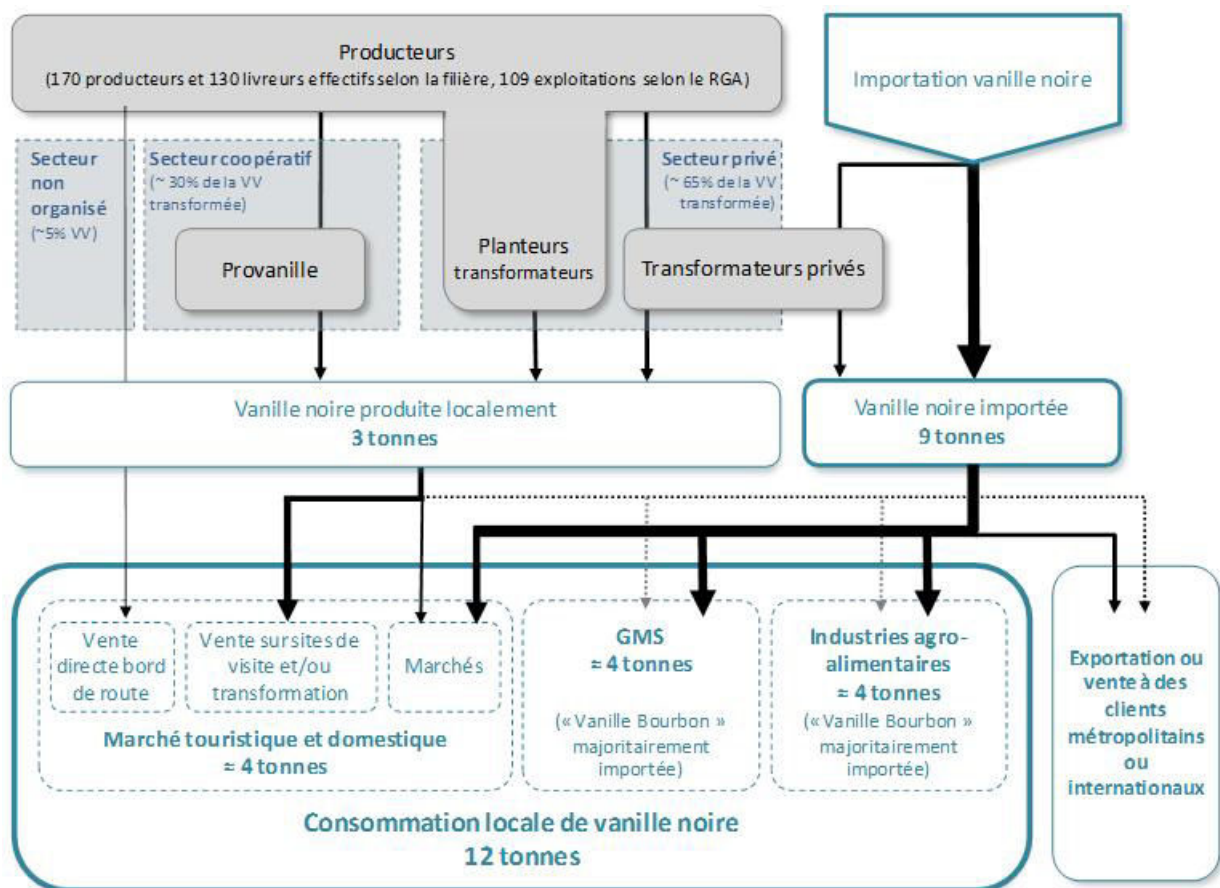 Producteurs
(170 producteurs et 130 livreurs effectifs selon la filière, 109 exploitations selon le RGA)
Importation vanille noire
Secteur
non
organisé
(~5% VV)
Secteur coopératif
(~ 30% de la VV
transformée)
Secteur privé
(~ 65% de la VV
transformée)
Provanille
Planteurs
transformateurs
Transformateurs privés
Vanille noire produite localement
3 tonnes
Vanille noire importée
9 tonnes
Vente
directe bord
de route
Vente sur sites de
visite et/ou
transformation
Marchés
Marché touristique et domestique
≈ 4 tonnes
GMS
≈ 4 tonnes
(« Vanille Bourbon »
majoritairement
importée)
Industries agro-
alimentaires
≈ 4 tonnes
(« Vanille Bourbon »
majoritairement
importée)
Exportation ou
vente à des
clients
métropolitains
ou
internationaux
Consommation locale de vanille noire
12 tonnes